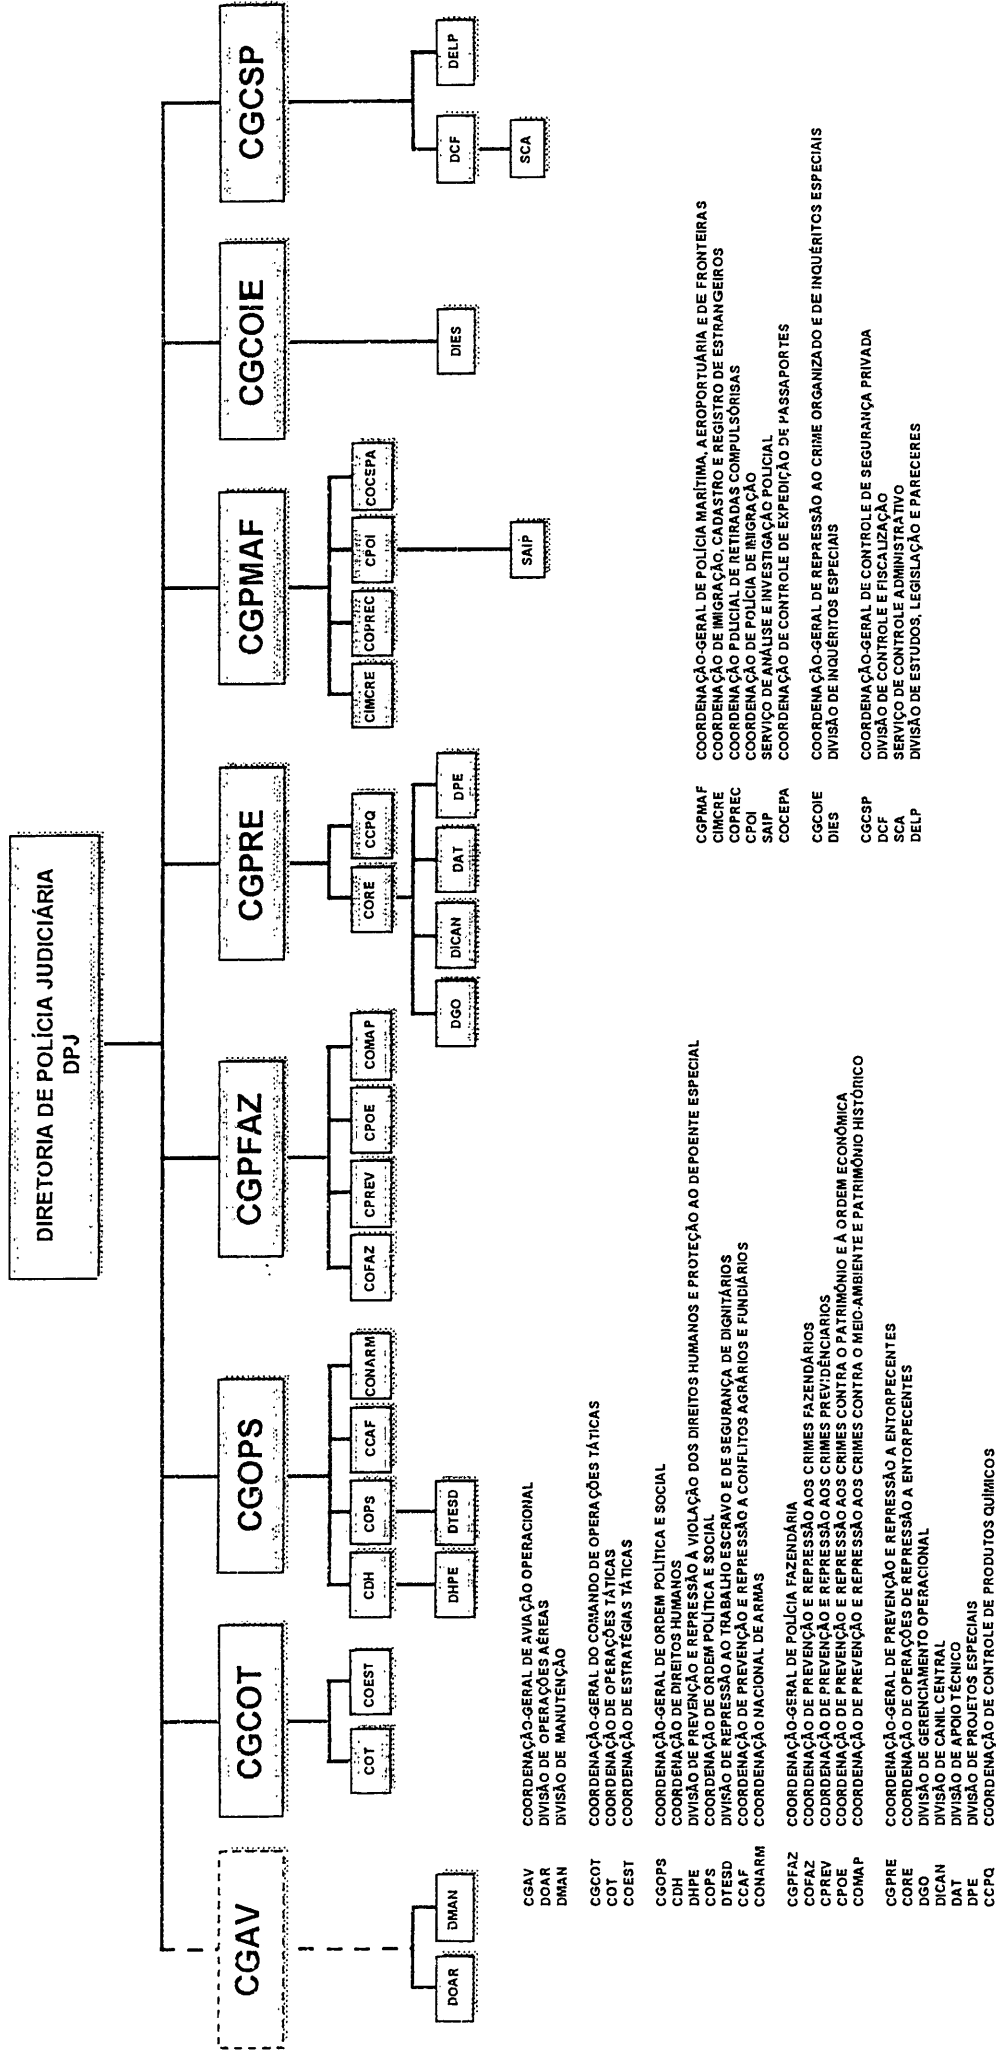 DIRETORIA DE POLÍCIA JUDICIÁRIA
DPJ
CGAV
CGCOT
CGOPS
CGPFAZ
CGPRE
CGPMAF
CGCOIE
CGCSP
COT
COEST
CDH
COPS
CCAF
CONARM
COFAZ
CPREV
CPOE
COMAP
CORE
CCPQ
CIMCRE
COPREC
CPOI
COCEPA
DOAR
DMAN
DHPE
DTESD
DGO
DICAN
DAT
DPE
DIES
DCF
DELP
SAIP
SCA
CGAV COORDENAÇÃO-GERAL DE AVIAÇÃO OPERACIONAL
DOAR DIVISÃO DE OPERAÇÕES AÉREAS
DMAN DIVISÃO DE MANUTENÇÃO
CGCOT COORDENAÇÃO-GERAL DO COMANDO DE OPERAÇÕES TÁTICAS
COT COORDENAÇÃO DE OPERAÇÕES TÁTICAS
COEST COORDENAÇÃO DE ESTRATÉGIAS TÁTICAS
CGOPS COORDENAÇÃO-GERAL DE ORDEM POLÍTICA E SOCIAL
CDH COORDENAÇÃO DE DIREITOS HUMANOS
DHPE DIVISÃO DE PREVENÇÃO E REPRESSÃO À VIOLAÇÃO DOS DIREITOS HUMANOS E PROTEÇÃO AO DEPOENTE ESPECIAL
COPS COORDENAÇÃO DE ORDEM POLÍTICA E SOCIAL
DTESD DIVISÃO DE REPRESSÃO AO TRABALHO ESCRAVO E DE SEGURANÇA DE DIGNITÁRIOS
CCAF COORDENAÇÃO DE PREVENÇÃO E REPRESSÃO A CONFLITOS AGRÁRIOS E FUNDIÁRIOS
CONARM COORDENAÇÃO NACIONAL DE ARMAS
CGPFAZ COORDENAÇÃO-GERAL DE POLÍCIA FAZENDÁRIA
COFAZ COORDENAÇÃO DE PREVENÇÃO E REPRESSÃO AOS CRIMES FAZENDÁRIOS
CPREV COORDENAÇÃO DE PREVENÇÃO E REPRESSÃO AOS CRIMES PREVIDÊNCIARIOS
CPOE COORDENAÇÃO DE PREVENÇÃO E REPRESSÃO AOS CRIMES CONTRA O PATRIMÔNIO E À ORDEM ECONÔMICA
COMAP COORDENAÇÃO DE PREVENÇÃO E REPRESSÃO AOS CRIMES CONTRA O MEIO-AMBIENTE E PATRIMÔNIO HISTÓRICO
CGPRE COORDENAÇÃO-GERAL DE PREVENÇÃO E REPRESSÃO A ENTORPECENTES
CORE COORDENAÇÃO DE OPERAÇÕES DE REPRESSÃO A ENTORPECENTES
DGO DIVISÃO DE GERENCIAMENTO OPERACIONAL
DICAN DIVISÃO DE CANIL CENTRAL
DAT DIVISÃO DE APOIO TÉCNICO
DPE DIVISÃO DE PROJETOS ESPECIAIS
CCPQ COORDENAÇÃO DE CONTROLE DE PRODUTOS QUÍMICOS
CGPMAF COORDENAÇÃO-GERAL DE POLÍCIA MARÍTIMA, AEROPORTUÁRIA E DE FRONTEIRAS
CIMCRE COORDENAÇÃO DE IMIGRAÇÃO, CADASTRO E REGISTRO DE ESTRANGEIROS
COPREC COORDENAÇÃO POLICIAL DE RETIRADAS COMPULSÓRISAS
CPOI COORDENAÇÃO DE POLÍCIA DE IMIGRAÇÃO
SAIP SERVIÇO DE ANÁLISE E INVESTIGAÇÃO POLICIAL
COCEPA COORDENAÇÃO DE CONTROLE DE EXPEDIÇÃO DE PASSAPORTES
CGCOIE COORDENAÇÃO-GERAL DE REPRESSÃO AO CRIME ORGANIZADO E DE INQUÉRITOS ESPECIAIS
DIES DIVISÃO DE INQUÉRITOS ESPECIAIS
CGCSP COORDENAÇÃO-GERAL DE CONTROLE DE SEGURANÇA PRIVADA
DCF DIVISÃO DE CONTROLE E FISCALIZAÇÃO
SCA SERVIÇO DE CONTROLE ADMINISTRATIVO
DELP DIVISÃO DE ESTUDOS, LEGISLAÇÃO E PARECERES